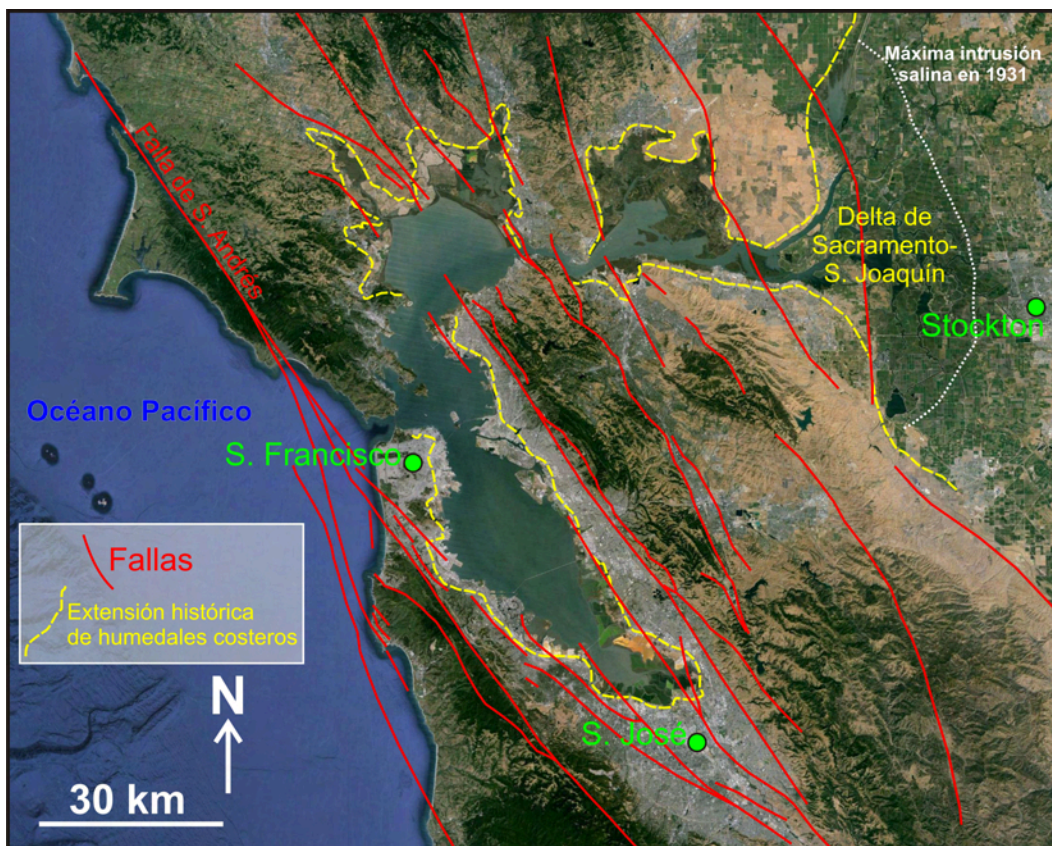 Máxima intrusión
salina en 1931
Falla de S. Andrés
Delta de
Sacramento-
S. Joaquín
Stockton
Océano Pacífico
S. Francisco
Fallas
Extensión histórica
de humedales costeros
N
S. José
30 km